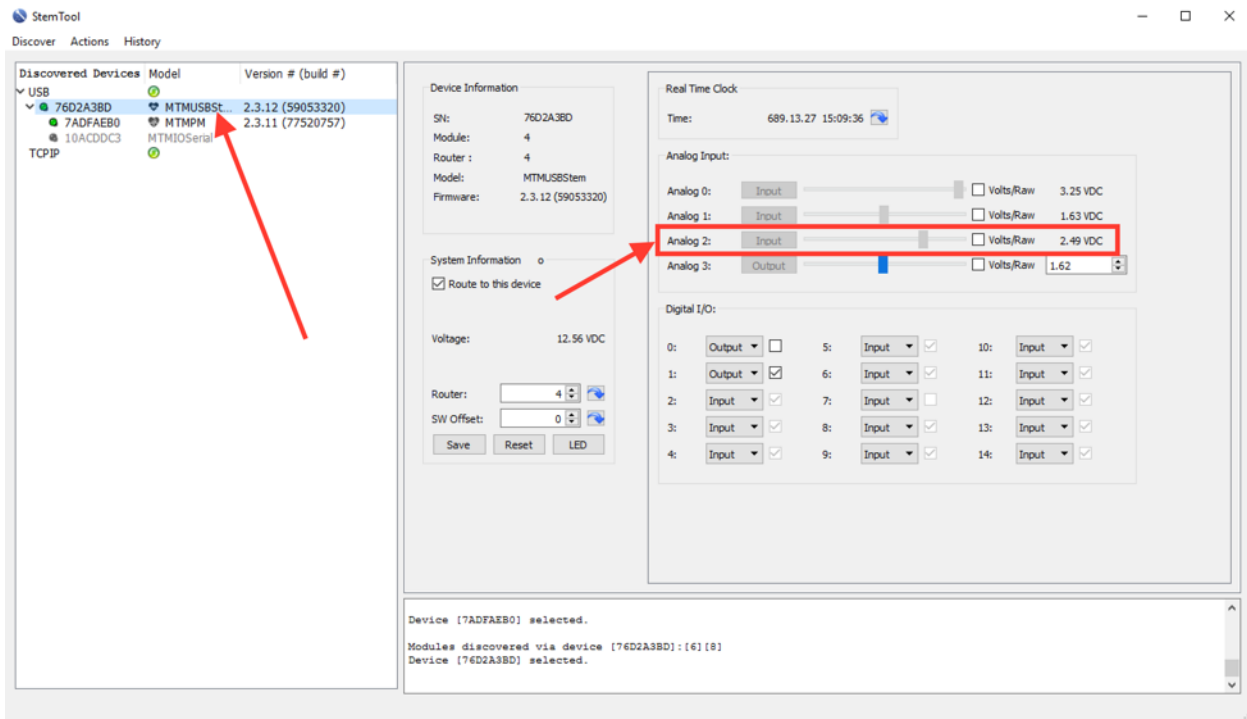 StemTool
Discover Actions History
Discovered Devices Model Version # (build #)
USB
76D2A3BD MTMUSBSt... 2.3.12 (59053320)
7ADFAEB0 MTMPM 2.3.11 (77520757)
10ACDDC3 MTMIOSerial
TCPIP
Device Information
SN: 76D2A3BD
Module: 4
Router : 4
Model: MTMUSBStem
Firmware: 2.3.12 (59053320)
System Information o
Route to this device
Voltage: 12.56 VDC
Router: 4
SW Offset: 0
Save Reset LED
Real Time Clock
Time: 689.13.27 15:09:36
Analog Input:
Analog 0: Input Volts/Raw 3.25 VDC
Analog 1: Input Volts/Raw 1.63 VDC
Analog 2: Input Volts/Raw 2.49 VDC
Analog 3: Output Volts/Raw 1.62
Digital I/O:
0: Output 5: Input 10: Input
1: Output 6: Input 11: Input
2: Input 7: Input 12: Input
3: Input 8: Input 13: Input
4: Input 9: Input 14: Input
Device [7ADFAEB0] selected.
Modules discovered via device [76D2A3BD]:[6][8]
Device [76D2A3BD] selected.